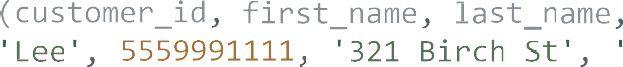 (customer_id, first_name, last_name,
'Lee', 5559991111, '321 Birch St', '